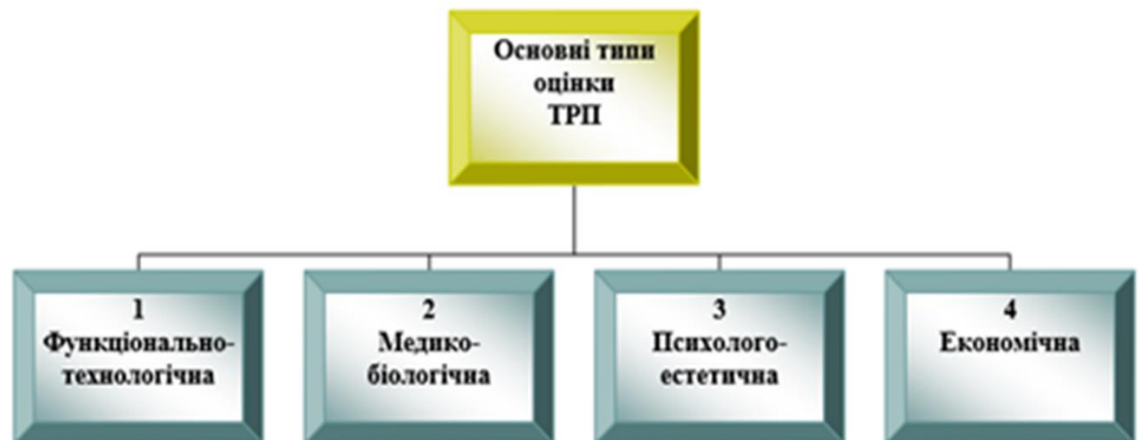 Основні типи
оцінки
ТРП
1
Функціонально-
технологічна
2
Медико-
біологічна
3
Психолого-
естетична
4
Економічна